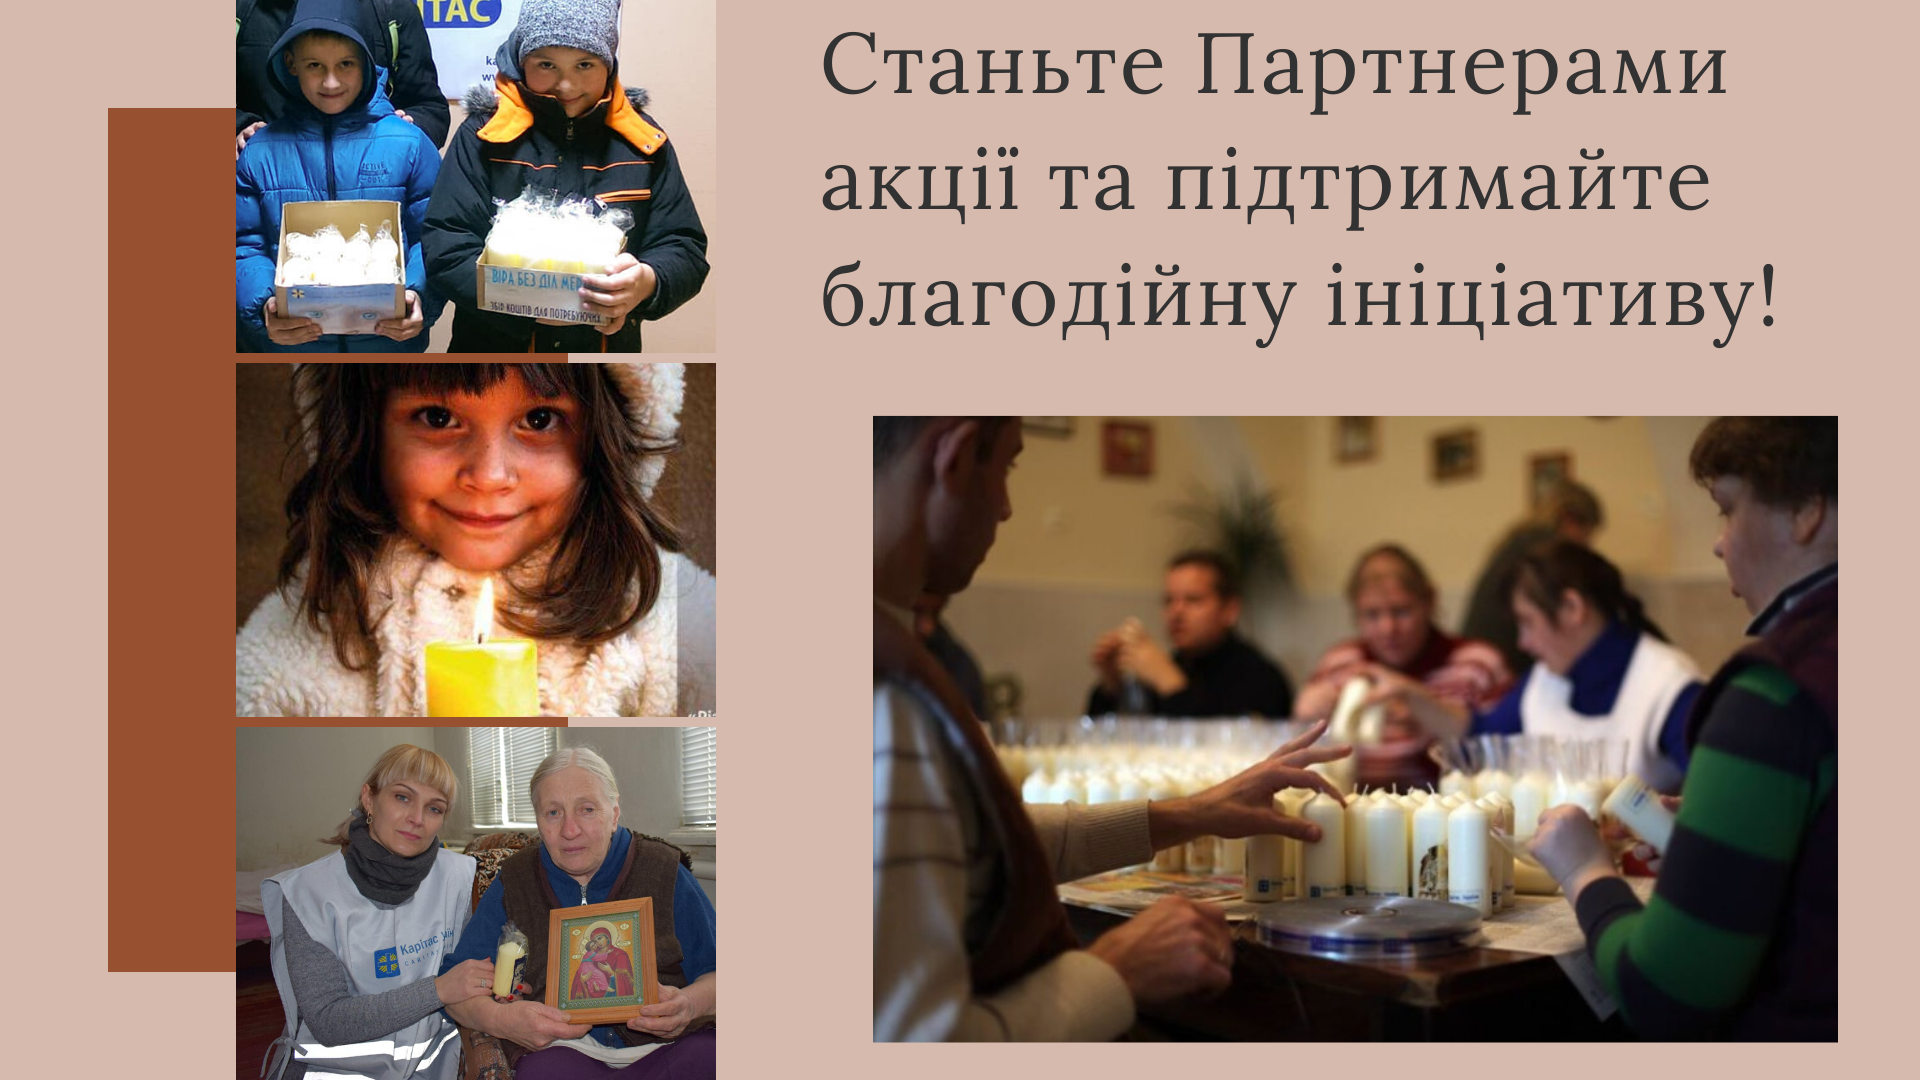 Станьте Партнерами
акції та підтримайте
благодійну ініціативу!
ІТАС
ВІРА БЕЗ ДІЛ МЕР
ЗБІР КОШТІВ ДЛЯ ПОТРЕБУЮЧИХ
Карітас